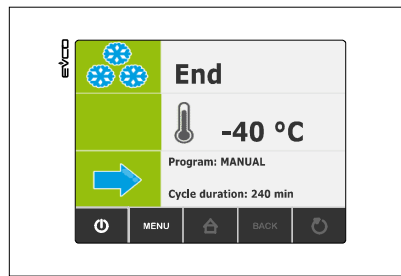 EVCO
End
-40 °C
Program: MANUAL
Cycle duration: 240 min
MENU
BACK